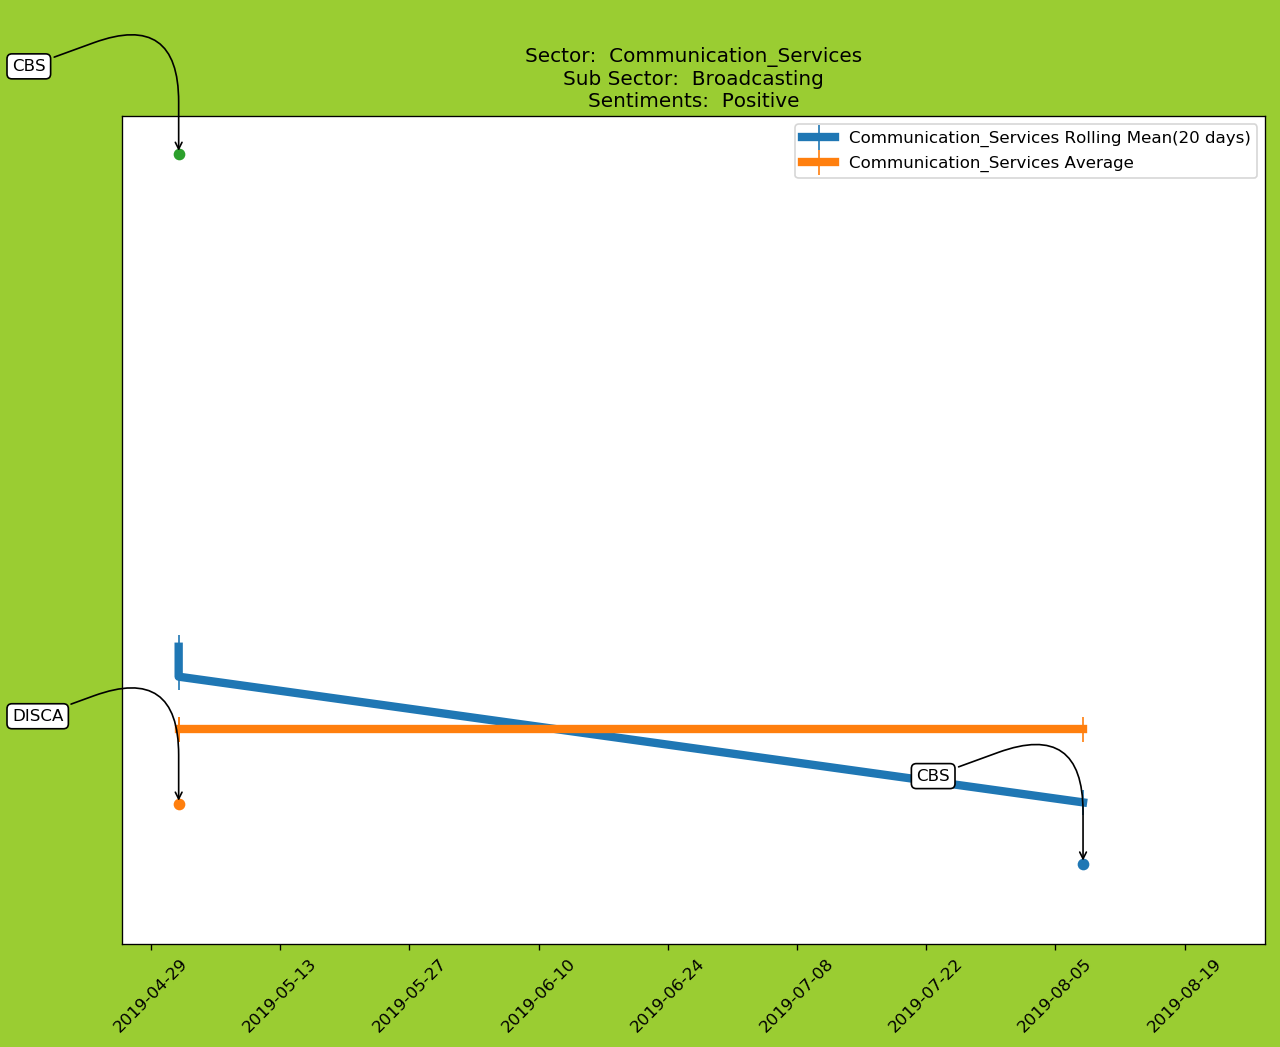 Sector:  Communication_Services
Sub Sector:  Broadcasting
Sentiments:  Positive
CBS
Communication_Services Rolling Mean(20 days)
Communication_Services Average
DISCA
CBS
2019-04-29
2019-05-13
2019-05-27
2019-06-10
2019-06-24
2019-07-08
2019-07-22
2019-08-05
2019-08-19